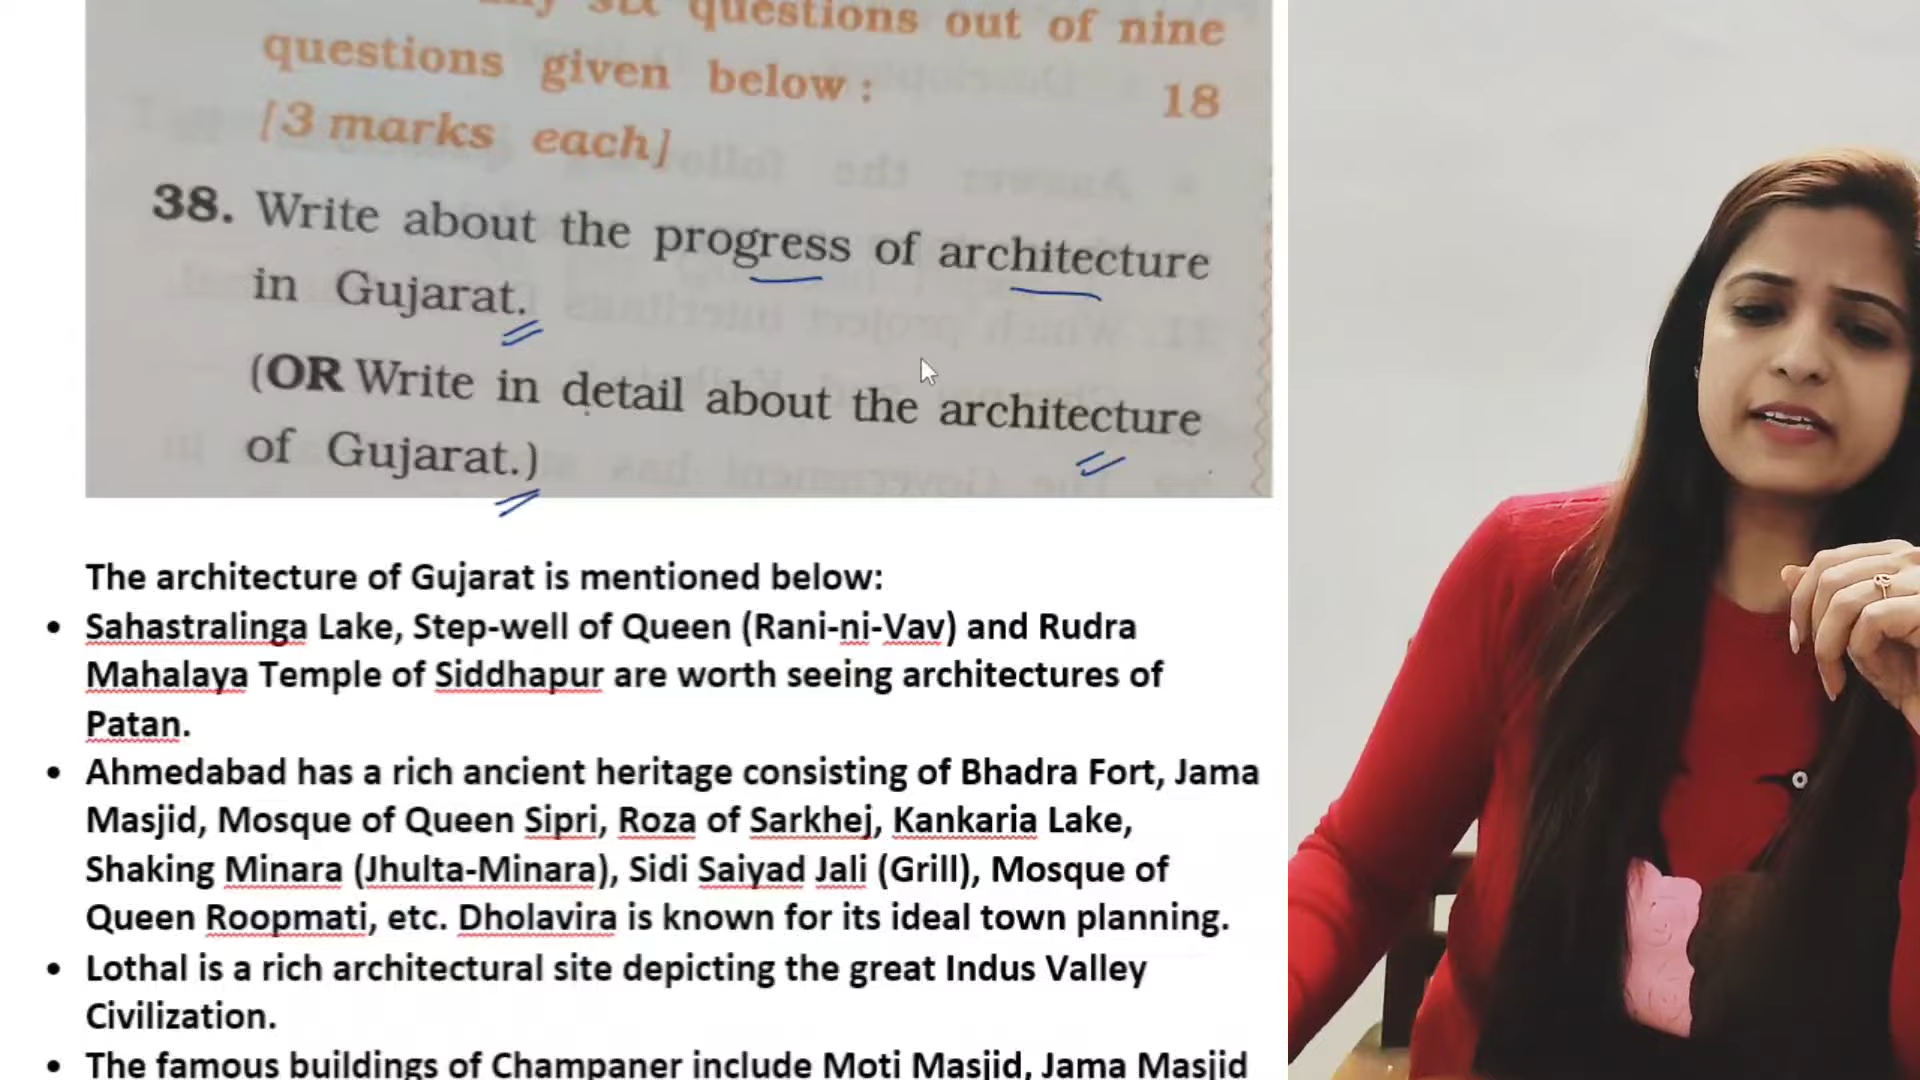 six questions out of nine
questions given below : 18
[3 marks each]
38. Write about the progress of architecture
in Gujarat.
(OR Write in detail about the architecture
of Gujarat.)
The architecture of Gujarat is mentioned below:
• Sahastralinga Lake, Step-well of Queen (Rani-ni-Vav) and Rudra
Mahalaya Temple of Siddhapur are worth seeing architectures of
Patan.
• Ahmedabad has a rich ancient heritage consisting of Bhadra Fort, Jama
Masjid, Mosque of Queen Sipri, Roza of Sarkhej, Kankaria Lake,
Shaking Minara (Jhulta-Minara), Sidi Saiyad Jali (Grill), Mosque of
Queen Roopmati, etc. Dholavira is known for its ideal town planning.
• Lothal is a rich architectural site depicting the great Indus Valley
Civilization.
• The famous buildings of Champaner include Moti Masjid, Jama Masjid